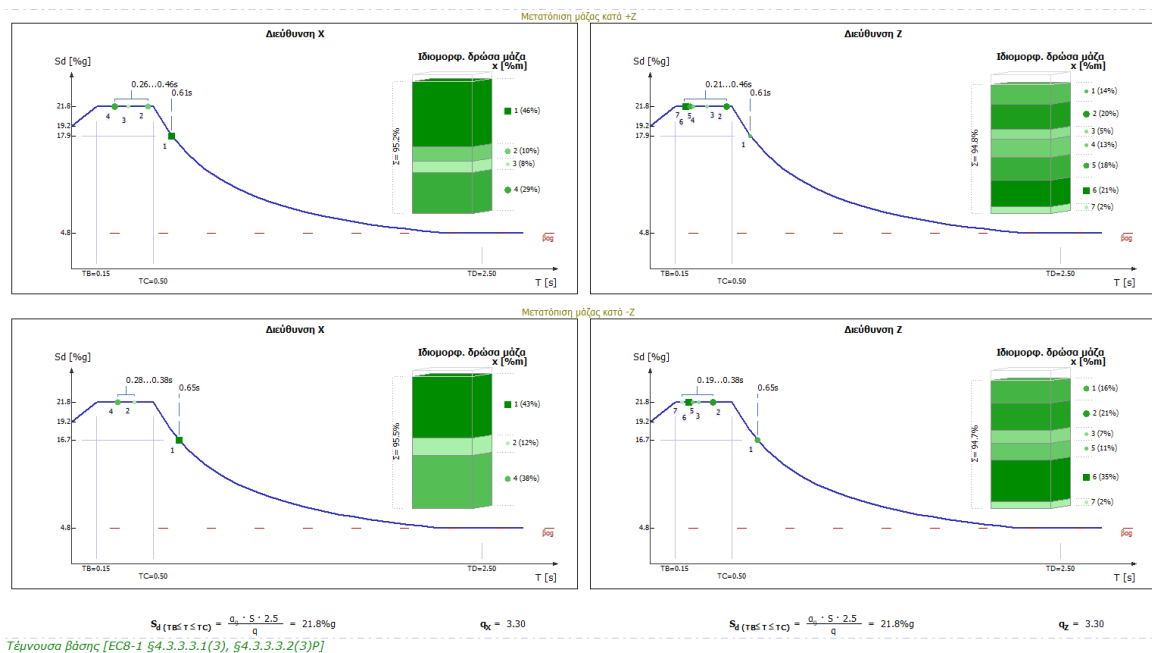 Μετατόπιση μάζας κατά +Z
Διεύθυνση X
Sd [%g]
Ιδιομορφ. δρώσα μάζα
x [%m]
0.26...0.46s
0.61s
21.8
19.2
17.9
4.8
4
3
2
1
Σ= 95.2%
1 (46%)
2 (10%)
3 (8%)
4 (29%)
βag
TB=0.15
TC=0.50
TD=2.50
T [s]
Διεύθυνση Z
Sd [%g]
Ιδιομορφ. δρώσα μάζα
x [%m]
0.21...0.46s
0.61s
21.8
19.2
17.9
4.8
7
6
5
4
3
2
1
Σ= 94.8%
1 (14%)
2 (20%)
3 (5%)
4 (13%)
5 (18%)
6 (21%)
7 (2%)
βag
TB=0.15
TC=0.50
TD=2.50
T [s]
Μετατόπιση μάζας κατά -Z
Διεύθυνση X
Sd [%g]
Ιδιομορφ. δρώσα μάζα
x [%m]
0.28...0.38s
0.65s
21.8
19.2
16.7
4.8
4
2
1
Σ= 95.5%
1 (43%)
2 (12%)
4 (38%)
βag
TB=0.15
TC=0.50
TD=2.50
T [s]
Διεύθυνση Z
Sd [%g]
Ιδιομορφ. δρώσα μάζα
x [%m]
0.19...0.38s
0.65s
21.8
19.2
16.7
4.8
7
6
5
3
2
1
Σ= 94.7%
1 (16%)
2 (21%)
3 (7%)
5 (11%)
6 (35%)
7 (2%)
βag
TB=0.15
TC=0.50
TD=2.50
T [s]
Sd (TB≤ T ≤ TC) = αg · S · 2.5 / q = 21.8%g
qX = 3.30
Sd (TB≤ T ≤ TC) = αg · S · 2.5 / q = 21.8%g
qZ = 3.30
Τέμνουσα βάσης [EC8-1 §4.3.3.3.1(3), §4.3.3.3.2(3)P]